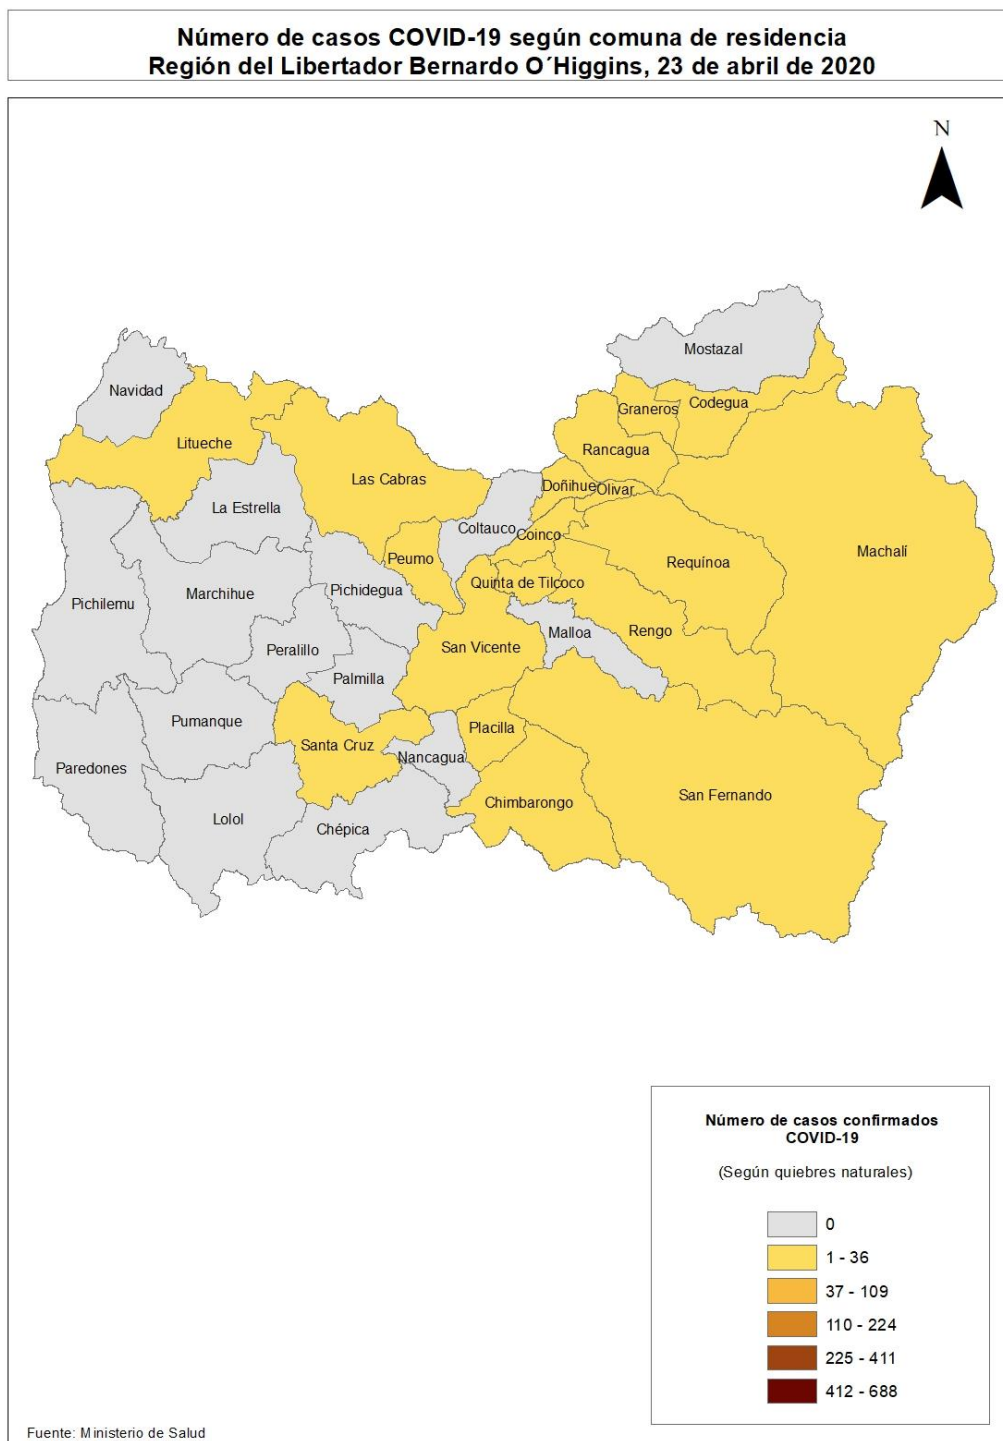 Número de casos COVID-19 según comuna de residencia
Región del Libertador Bernardo O´Higgins, 23 de abril de 2020
N
Mostazal
Navidad
Graneros
Codegua
Litueche
Rancagua
Las Cabras
Doñihue
Olivar
La Estrella
Coltauco
Coinco
Machalí
Peumo
Requínoa
Quinta de Tilcoco
Pichidegua
Marchihue
Pichilemu
Malloa
Rengo
San Vicente
Peralillo
Palmilla
Pumanque
Placilla
Santa Cruz
Nancagua
Paredones
San Fernando
Chimbarongo
Lolol
Chépica
Número de casos confirmados
COVID-19
(Según quiebres naturales)
0
1 - 36
37 - 109
110 - 224
225 - 411
412 - 688
Fuente: Ministerio de Salud